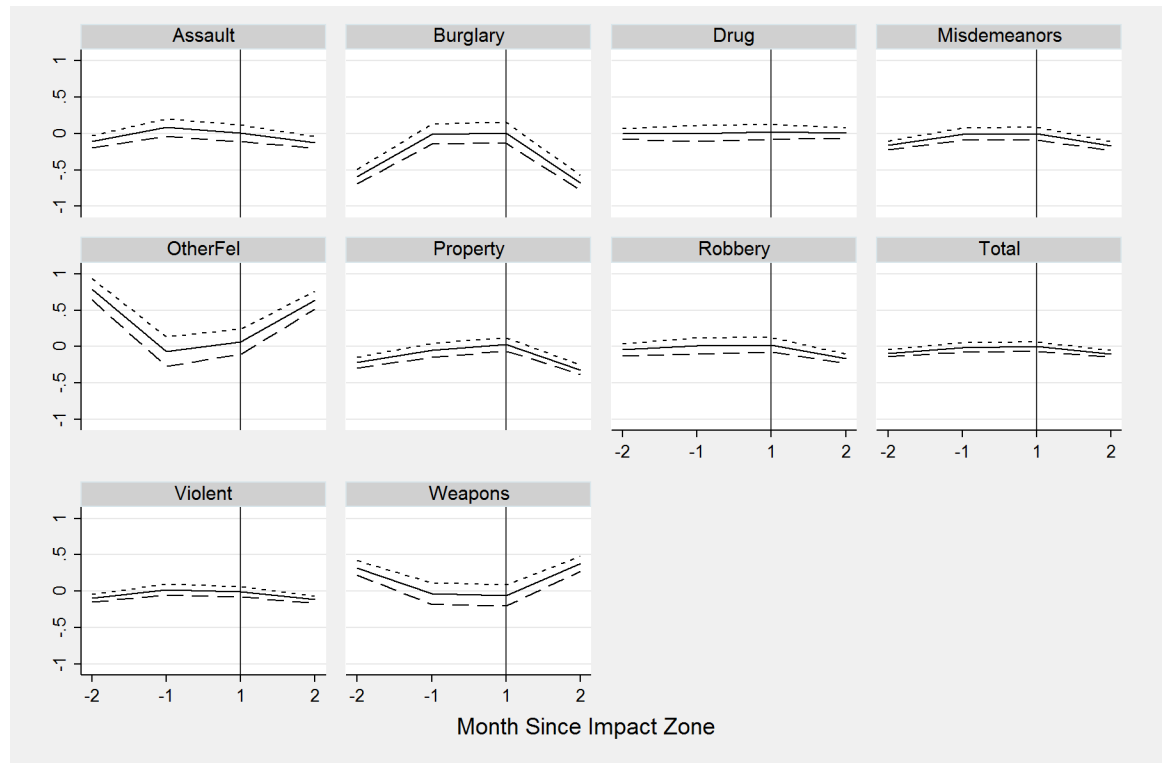 Assault Burglary Drug Misdemeanors
1
.5
0
-.5
-1
OtherFel Property Robbery Total
1
.5
0
-.5
-1
-2 -1 1 2 -2 -1 1 2
Violent Weapons
1
.5
0
-.5
-1
-2 -1 1 2 -2 -1 1 2
Month Since Impact Zone